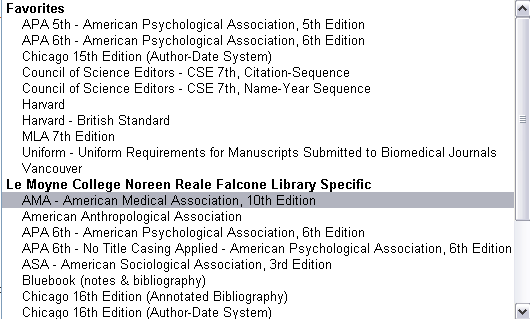 Favorites
APA 5th - American Psychological Association, 5th Edition
APA 6th - American Psychological Association, 6th Edition
Chicago 15th Edition (Author-Date System)
Council of Science Editors - CSE 7th, Citation-Sequence
Council of Science Editors - CSE 7th, Name-Year Sequence
Harvard
Harvard - British Standard
MLA 7th Edition
Uniform - Uniform Requirements for Manuscripts Submitted to Biomedical Journals
Vancouver
Le Moyne College Noreen Reale Falcone Library Specific
AMA - American Medical Association, 10th Edition
American Anthropological Association
APA 6th - American Psychological Association, 6th Edition
APA 6th - No Title Casing Applied - American Psychological Association, 6th Edition
ASA - American Sociological Association, 3rd Edition
Bluebook (notes & bibliography)
Chicago 16th Edition (Annotated Bibliography)
Chicago 16th Edition (Author-Date System)